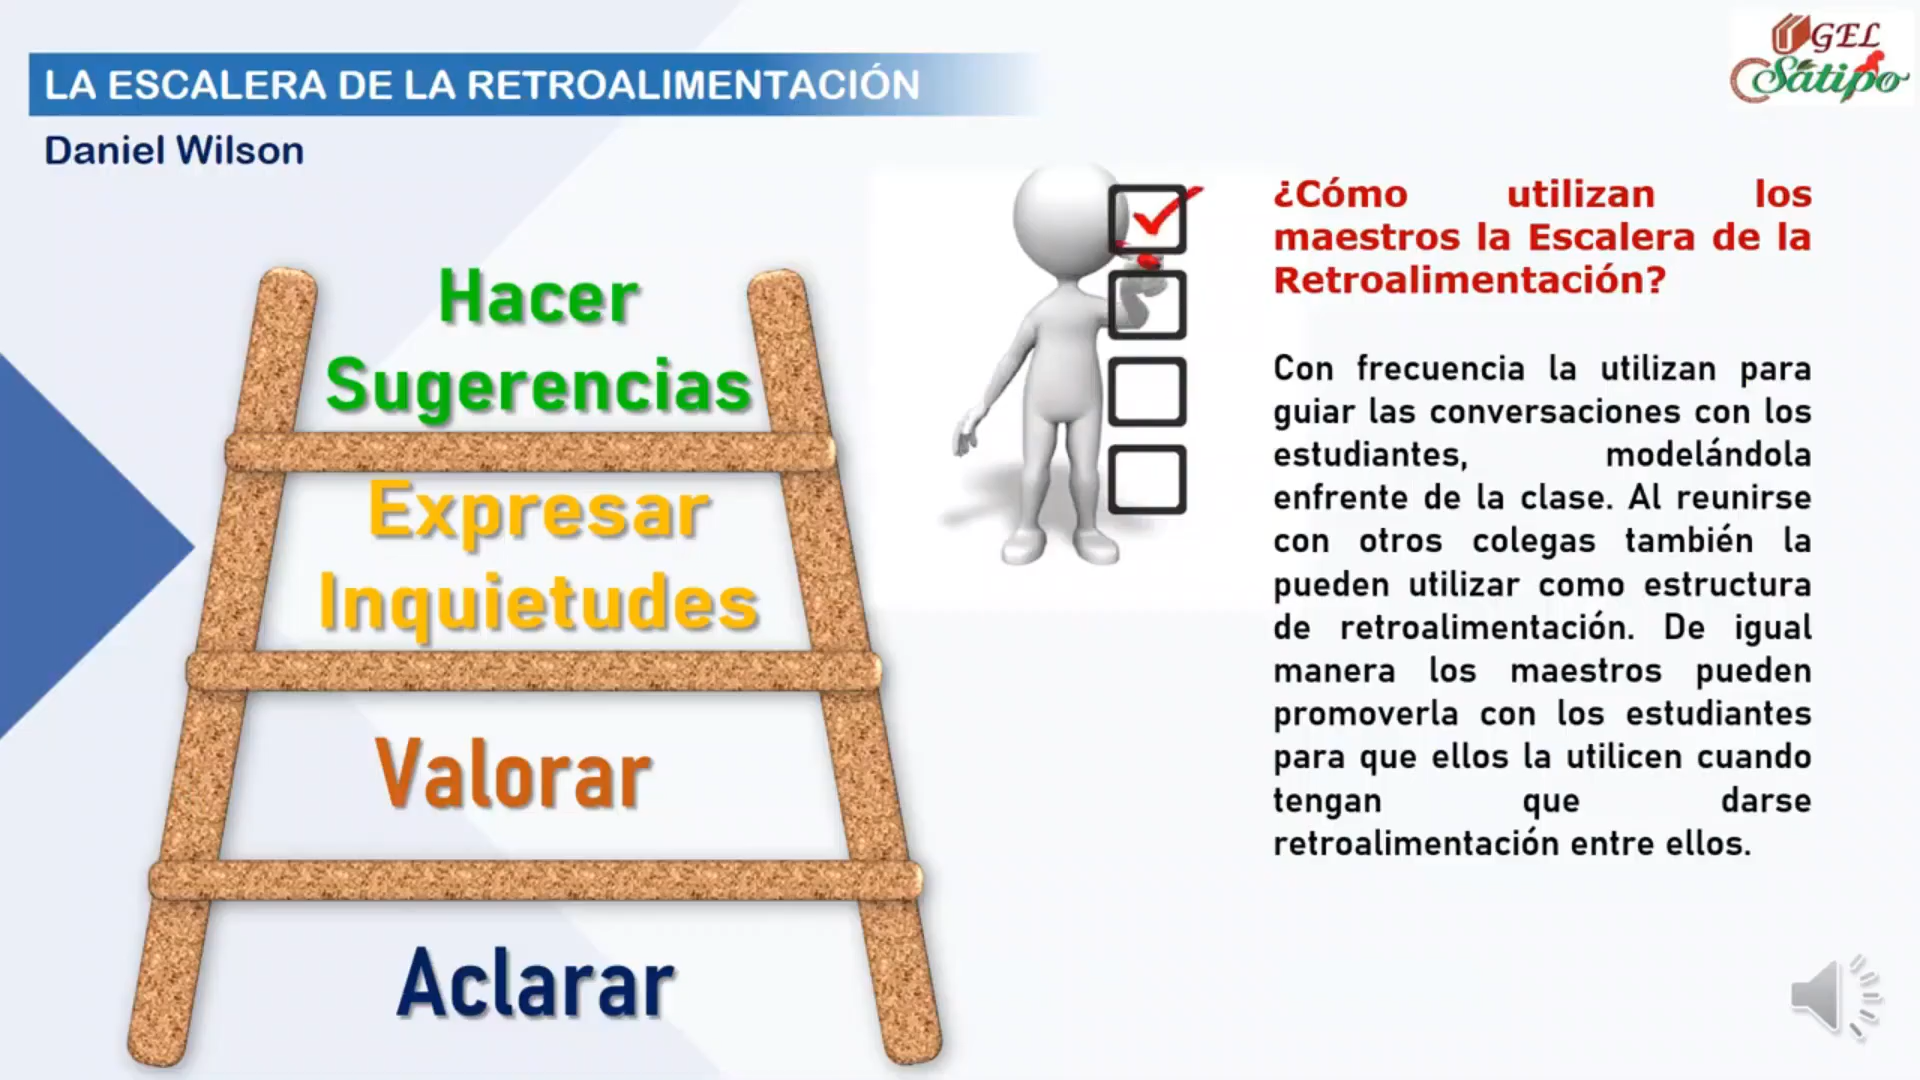 LA ESCALERA DE LA RETROALIMENTACIÓN
Daniel Wilson
UGEL
Satipo
Hacer
Sugerencias
Expresar
Inquietudes
Valorar
Aclarar
¿Cómo utilizan los
maestros la Escalera de la
Retroalimentación?
Con frecuencia la utilizan para
guiar las conversaciones con los
estudiantes, modelándola
enfrente de la clase. Al reunirse
con otros colegas también la
pueden utilizar como estructura
de retroalimentación. De igual
manera los maestros pueden
promoverla con los estudiantes
para que ellos la utilicen cuando
tengan que darse
retroalimentación entre ellos.